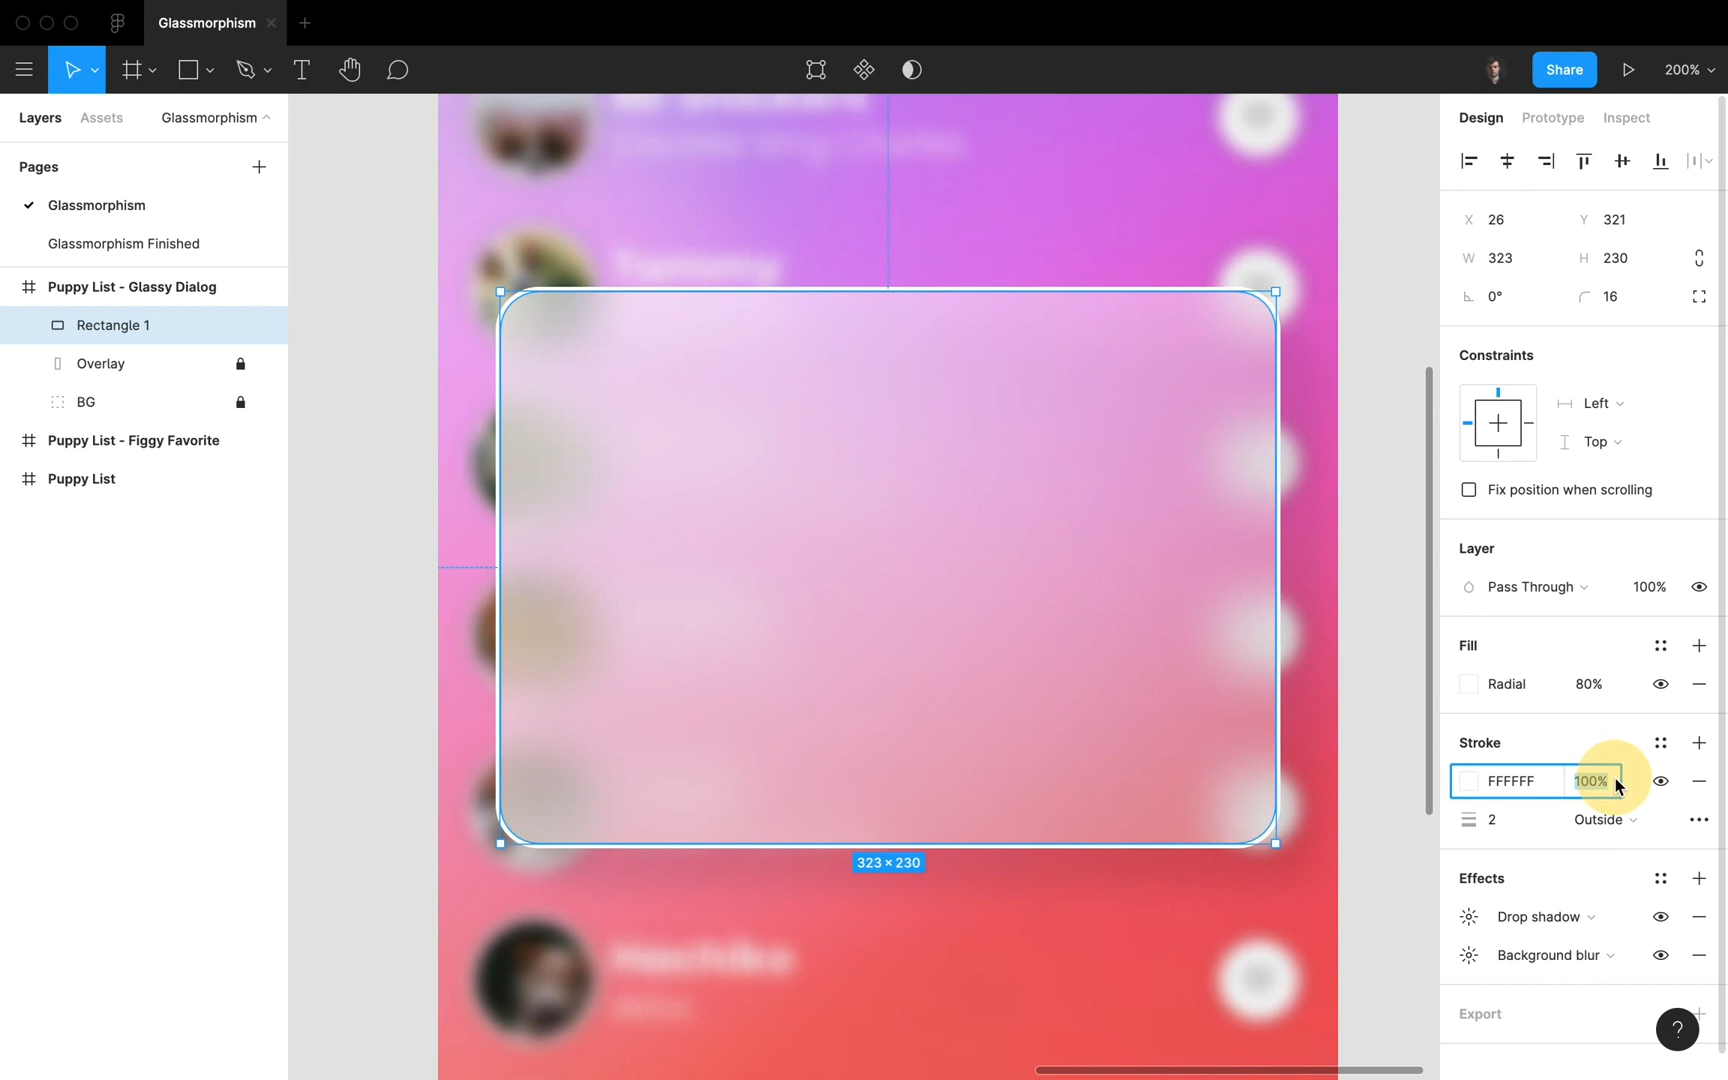 Glassmorphism
Share
200%
Layers Assets Glassmorphism
Pages
Glassmorphism
Glassmorphism Finished
Puppy List - Glassy Dialog
Rectangle 1
Overlay
BG
Puppy List - Figgy Favorite
Puppy List
Tammy
323 × 230
Hachiko
Design Prototype Inspect
X 26 Y 321
W 323 H 230
0° 16
Constraints
Left
Top
Fix position when scrolling
Layer
Pass Through 100%
Fill
Radial 80%
Stroke
FFFFFF 100%
2 Outside
Effects
Drop shadow
Background blur
Export
?